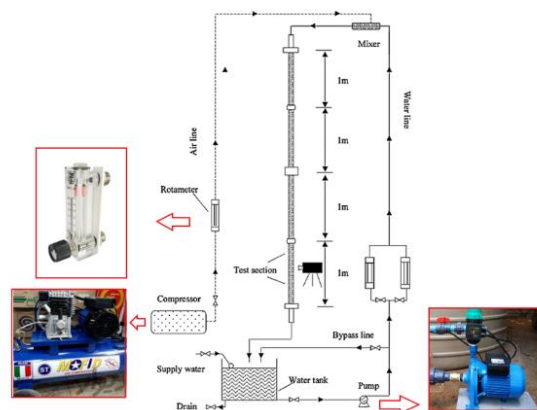 Mixer
1m
1m
1m
1m
Air line
Water line
Rotameter
Test section
Compressor
Bypass line
Supply water
Water tank
Pump
Drain
ST